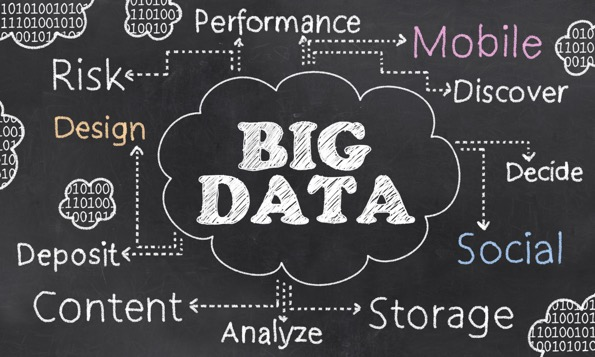 Performance
Mobile
Risk
Discover
Design
BIG
DATA
Decide
Deposit
Social
Content
Analyze
Storage